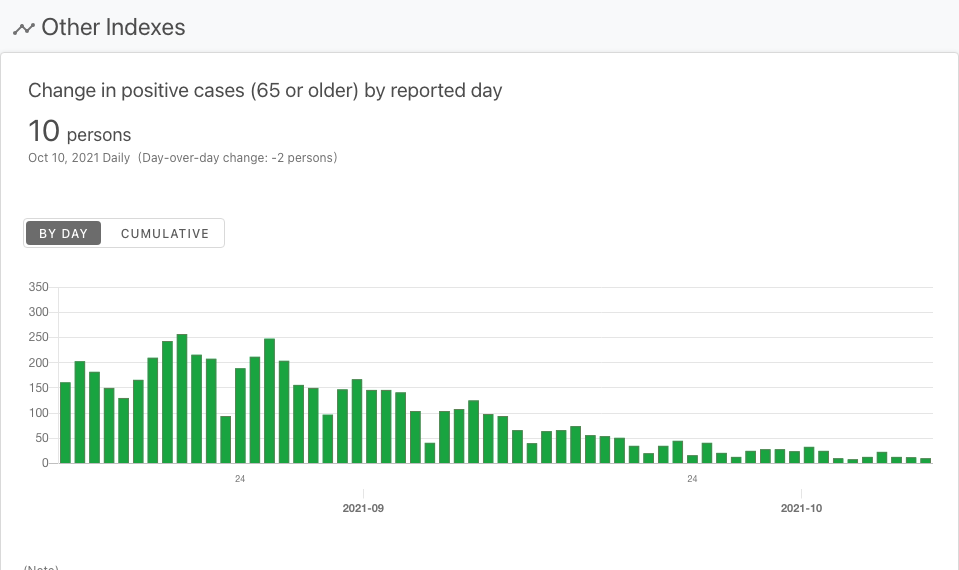 Other Indexes
Change in positive cases (65 or older) by reported day
10 persons
Oct 10, 2021 Daily (Day-over-day change: -2 persons)
BY DAY CUMULATIVE
350
300
250
200
150
100
50
0
24 24
2021-09 2021-10
(Note)